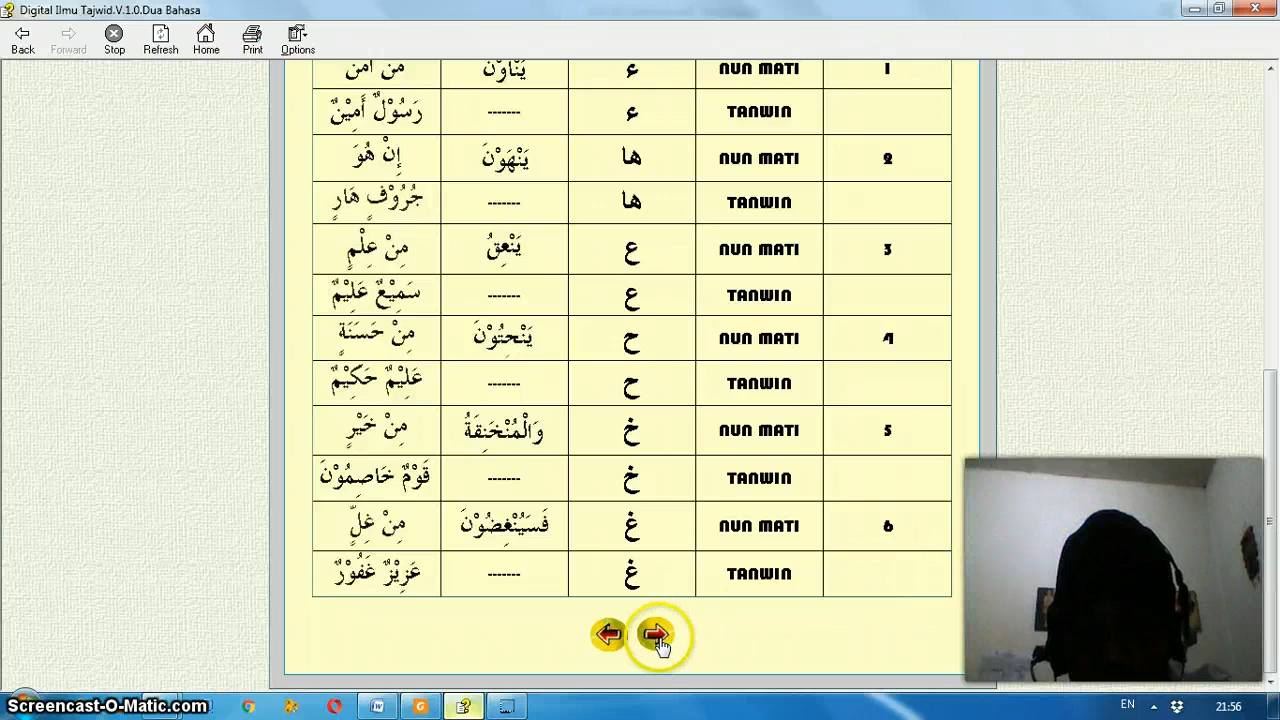 Digital Ilmu Tajwid.V.1.0.Dua Bahasa
Back Forward Stop Refresh Home Print Options
1 NUN MATI ء يَنْأَوْنَ مَنْ آمَنَ
TANWIN ء ------- رَسُوْلٌ أَمِيْنٌ
2 NUN MATI ها يَنْهَوْنَ إِنْ هُوَ
TANWIN ها ------- جُرُوْفٍ هَارٍ
3 NUN MATI ع يَنْعِقُ مِنْ عِلْمٍ
TANWIN ع ------- سَمِيْعٌ عَلِيْمٌ
4 NUN MATI ح يَنْحِتُوْنَ مِنْ حَسَنَةٍ
TANWIN ح ------- عَلِيْمٌ حَكِيْمٌ
5 NUN MATI خ وَالْمُنْخَنِقَةُ مِنْ خَيْرٍ
TANWIN خ ------- قَوْمٌ خَاصِمُوْنَ
6 NUN MATI غ فَسَيُنْغِضُوْنَ مِنْ غِلٍّ
TANWIN غ ------- عَزِيْزٌ غَفُوْرٌ
Screencast-O-Matic.com
EN 21:56